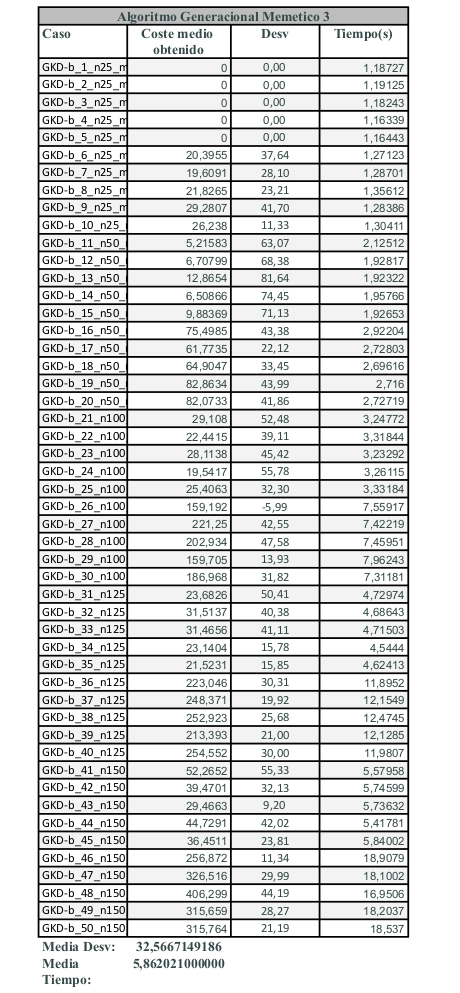 Algoritmo Generacional Memetico 3
Caso Coste medio obtenido Desv Tiempo(s)
GKD-b_1_n25_m 0 0,00 1,18727
GKD-b_2_n25_m 0 0,00 1,19125
GKD-b_3_n25_m 0 0,00 1,18243
GKD-b_4_n25_m 0 0,00 1,16339
GKD-b_5_n25_m 0 0,00 1,16443
GKD-b_6_n25_m 20,3955 37,64 1,27123
GKD-b_7_n25_m 19,6091 28,10 1,28701
GKD-b_8_n25_m 21,8265 23,21 1,35612
GKD-b_9_n25_m 29,2807 41,70 1,28386
GKD-b_10_n25_ 26,238 11,33 1,30411
GKD-b_11_n50_ 5,21583 63,07 2,12512
GKD-b_12_n50_ 6,70799 68,38 1,92817
GKD-b_13_n50_ 12,8654 81,64 1,92322
GKD-b_14_n50_ 6,50866 74,45 1,95766
GKD-b_15_n50_ 9,88369 71,13 1,92653
GKD-b_16_n50_ 75,4985 43,38 2,92204
GKD-b_17_n50_ 61,7735 22,12 2,72803
GKD-b_18_n50_ 64,9047 33,45 2,69616
GKD-b_19_n50_ 82,8634 43,99 2,716
GKD-b_20_n50_ 82,0733 41,86 2,72719
GKD-b_21_n100 29,108 52,48 3,24772
GKD-b_22_n100 22,4415 39,11 3,31844
GKD-b_23_n100 28,1138 45,42 3,23292
GKD-b_24_n100 19,5417 55,78 3,26115
GKD-b_25_n100 25,4063 32,30 3,33184
GKD-b_26_n100 159,192 -5,99 7,55917
GKD-b_27_n100 221,25 42,55 7,42219
GKD-b_28_n100 202,934 47,58 7,45951
GKD-b_29_n100 159,705 13,93 7,96243
GKD-b_30_n100 186,968 31,82 7,31181
GKD-b_31_n125 23,6826 50,41 4,72974
GKD-b_32_n125 31,5137 40,38 4,68643
GKD-b_33_n125 31,4656 41,11 4,71503
GKD-b_34_n125 23,1404 15,78 4,5444
GKD-b_35_n125 21,5231 15,85 4,62413
GKD-b_36_n125 223,046 30,31 11,8952
GKD-b_37_n125 248,371 19,92 12,1549
GKD-b_38_n125 252,923 25,68 12,4745
GKD-b_39_n125 213,393 21,00 12,1285
GKD-b_40_n125 254,552 30,00 11,9807
GKD-b_41_n150 52,2652 55,33 5,57958
GKD-b_42_n150 39,4701 32,13 5,74599
GKD-b_43_n150 29,4663 9,20 5,73632
GKD-b_44_n150 44,7291 42,02 5,41781
GKD-b_45_n150 36,4511 23,81 5,84002
GKD-b_46_n150 256,872 11,34 18,9079
GKD-b_47_n150 326,516 29,99 18,1002
GKD-b_48_n150 406,299 44,19 16,9506
GKD-b_49_n150 315,659 28,27 18,2037
GKD-b_50_n150 315,764 21,19 18,537
Media Desv: 32,5667149186
Media Tiempo: 5,862021000000